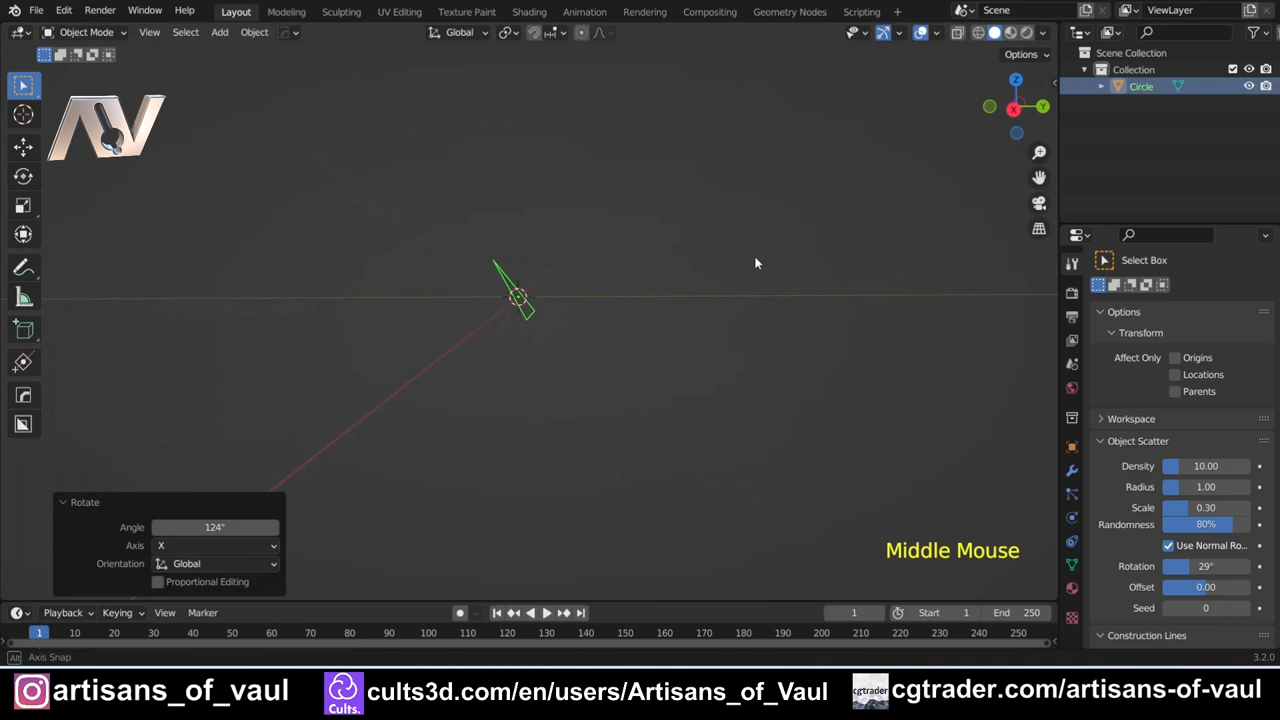 File Edit Render Window Help Layout Modeling Sculpting UV Editing Texture Paint Shading Animation Rendering Compositing Geometry Nodes Scripting + Scene ViewLayer
Object Mode View Select Add Object Global
Options
Scene Collection
Collection
Circle
AV
Z
X Y
Select Box
Options
Transform
Affect Only Origins
Locations
Parents
Workspace
Object Scatter
Density 10.00
Radius 1.00
Scale 0.30
Randomness 80%
Use Normal Ro...
Rotation 29°
Offset 0.00
Seed 0
Construction Lines
Rotate
Angle 124°
Axis X
Orientation Global
Proportional Editing
Middle Mouse
Playback Keying View Marker 1 Start 1 End 250
1 10 20 30 40 50 60 70 80 90 100 110 120 130 140 150 160 170 180 190 200 210 220 230 240 250
Alt Axis Snap 3.2.0
artisans_of_vaul Cults. cults3d.com/en/users/Artisans_of_Vaul cgtrader cgtrader.com/artisans-of-vaul